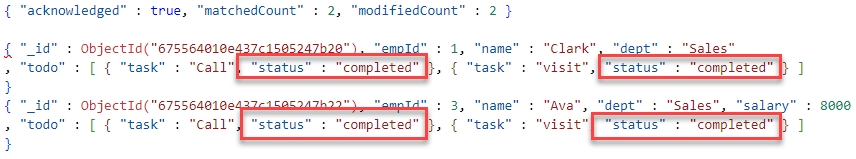 { "acknowledged" : true, "matchedCount" : 2, "modifiedCount" : 2 }
{ "_id" : ObjectId("675564010e437c1505247b20"), "empId" : 1, "name" : "Clark", "dept" : "Sales"
, "todo" : [ { "task" : "Call", "status" : "completed" }, { "task" : "visit", "status" : "completed" } ]
}
{ "_id" : ObjectId("675564010e437c1505247b22"), "empId" : 3, "name" : "Ava", "dept" : "Sales", "salary" : 8000
, "todo" : [ { "task" : "Call", "status" : "completed" }, { "task" : "visit", "status" : "completed" } ]
}